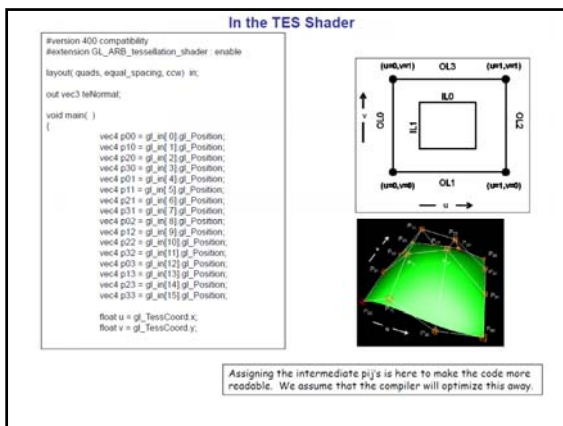 In the TES Shader
#version 400 compatibility
#extension GL_ARB_tessellation_shader : enable
layout( quads, equal_spacing, ccw) in;
out vec3 teNormal;
void main( )
{
vec4 p00 = gl_in[ 0].gl_Position;
vec4 p10 = gl_in[ 1].gl_Position;
vec4 p20 = gl_in[ 2].gl_Position;
vec4 p30 = gl_in[ 3].gl_Position;
vec4 p01 = gl_in[ 4].gl_Position;
vec4 p11 = gl_in[ 5].gl_Position;
vec4 p21 = gl_in[ 6].gl_Position;
vec4 p31 = gl_in[ 7].gl_Position;
vec4 p02 = gl_in[ 8].gl_Position;
vec4 p12 = gl_in[ 9].gl_Position;
vec4 p22 = gl_in[10].gl_Position;
vec4 p32 = gl_in[11].gl_Position;
vec4 p03 = gl_in[12].gl_Position;
vec4 p13 = gl_in[13].gl_Position;
vec4 p23 = gl_in[14].gl_Position;
vec4 p33 = gl_in[15].gl_Position;
float u = gl_TessCoord.x;
float v = gl_TessCoord.y;
(u=0,v=1) (u=1,v=1)
OL3
IL0
OL0 v IL1 OL2
OL1
(u=0,v=0) (u=1,v=0)
u
Assigning the intermediate pij's is here to make the code more
readable. We assume that the compiler will optimize this away.